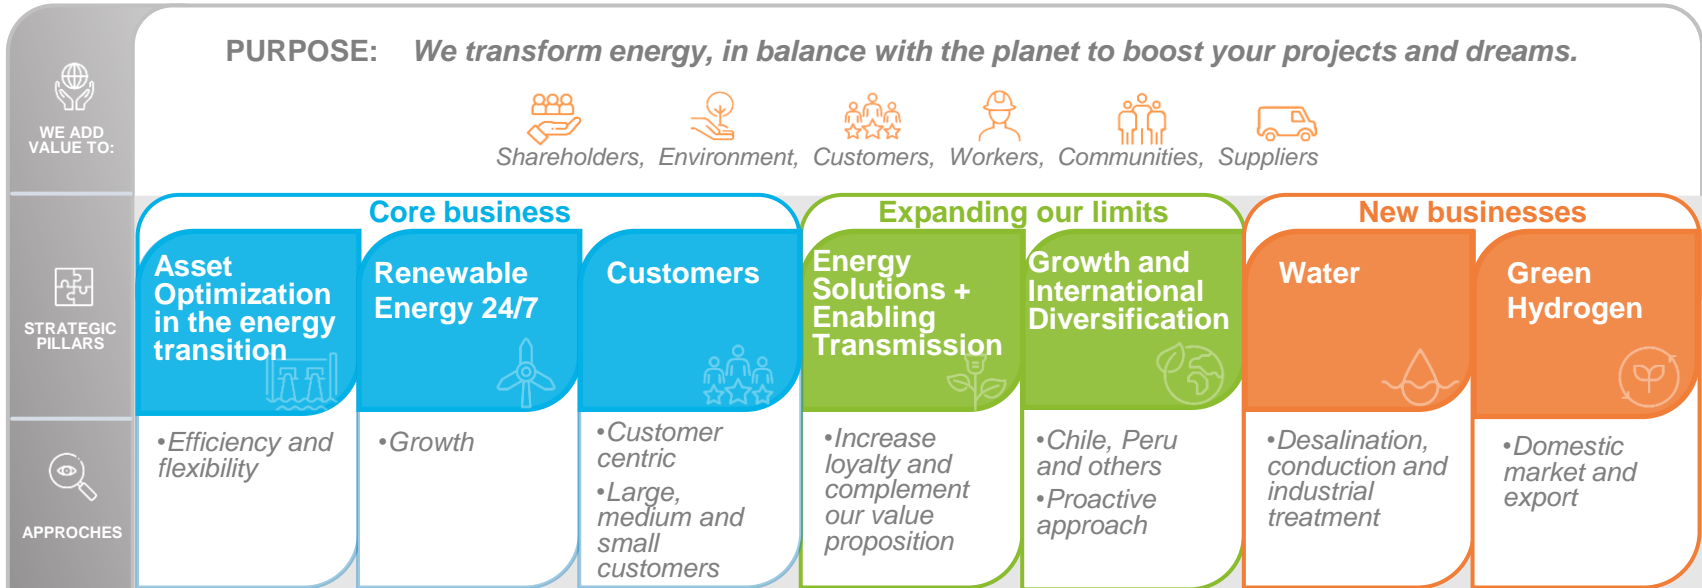 PURPOSE: We transform energy, in balance with the planet to boost your projects and dreams.
WE ADD
VALUE TO:
Shareholders, Environment, Customers, Workers, Communities, Suppliers
Core business
Expanding our limits
New businesses
STRATEGIC
PILLARS
Asset
Optimization
in the energy
transition
Renewable
Energy 24/7
Customers
Energy
Solutions +
Enabling
Transmission
Growth and
International
Diversification
Water
Green
Hydrogen
APPROCHES
•Efficiency and
flexibility
•Growth
•Customer
centric
•Large,
medium and
small
customers
•Increase
loyalty and
complement
our value
proposition
•Chile, Peru
and others
•Proactive
approach
•Desalination,
conduction and
industrial
treatment
•Domestic
market and
export